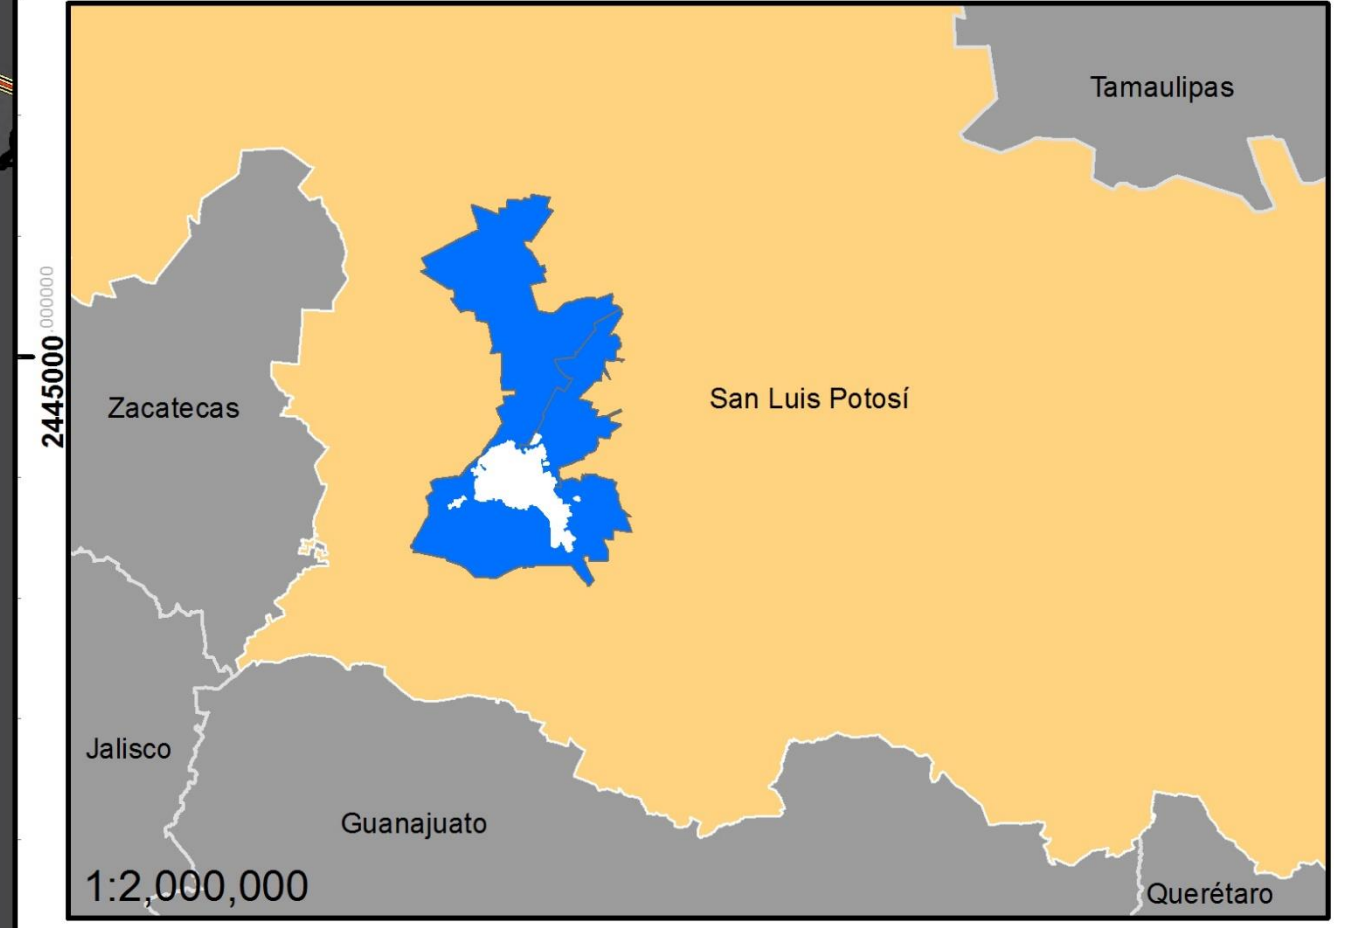 Tamaulipas
2445000.000000
Zacatecas
San Luis Potosí
Jalisco
Guanajuato
1:2,000,000
Querétaro